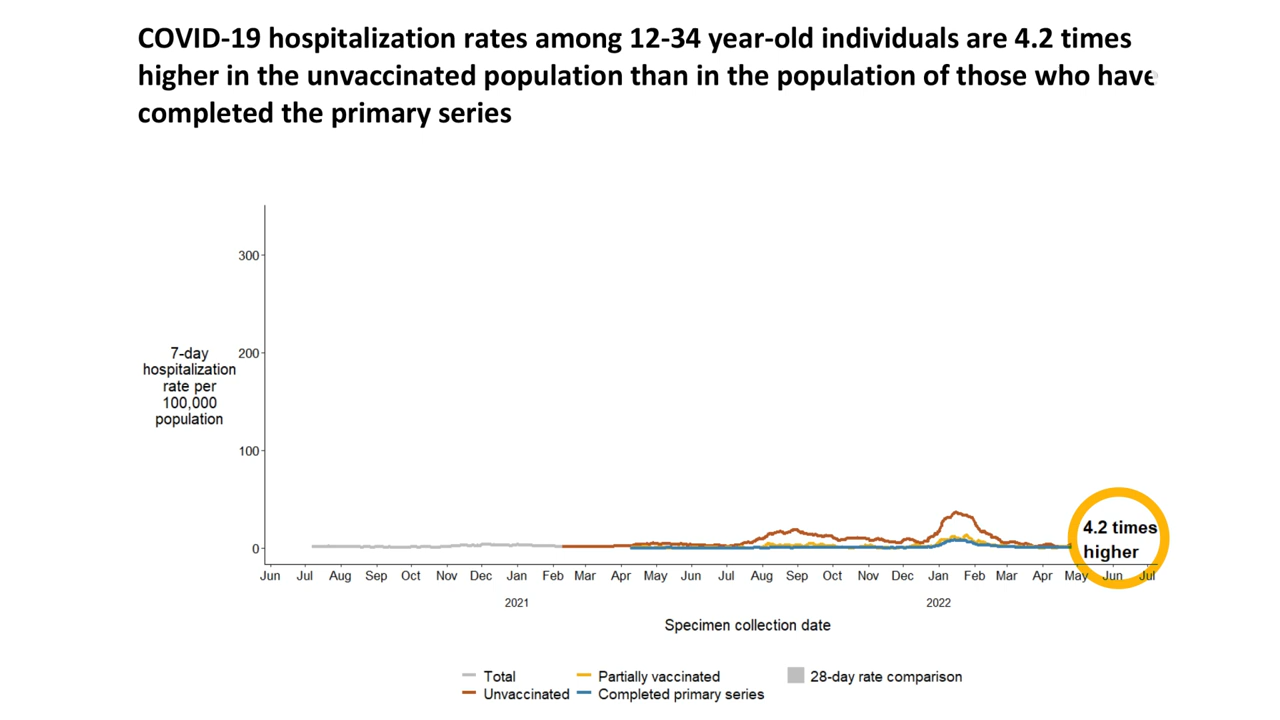 COVID-19 hospitalization rates among 12-34 year-old individuals are 4.2 times
higher in the unvaccinated population than in the population of those who have
completed the primary series
300
200
100
0
7-day
hospitalization
rate per
100,000
population
4.2 times
higher
Jun Jul Aug Sep Oct Nov Dec Jan Feb Mar Apr May Jun Jul Aug Sep Oct Nov Dec Jan Feb Mar Apr May Jun Jul
2021 2022
Specimen collection date
Total Partially vaccinated 28-day rate comparison
Unvaccinated Completed primary series